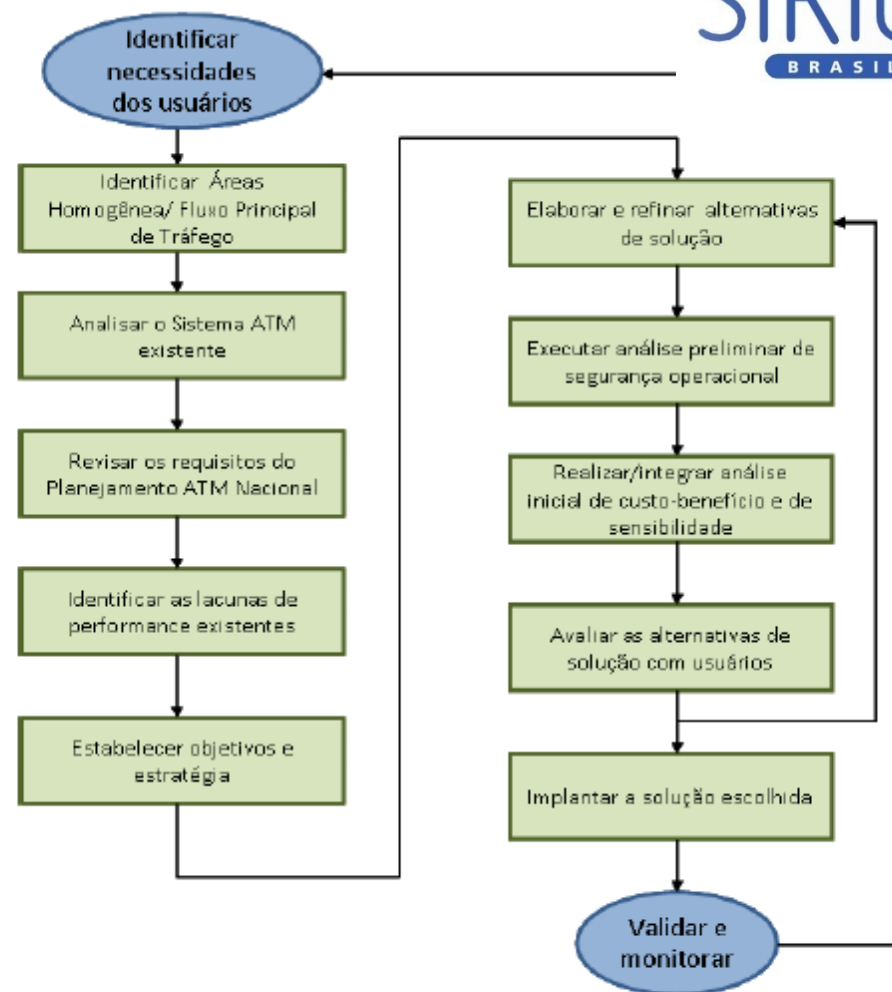 SIRIU
BRASIL
Identificar
necessidades
dos usuários
Identificar Áreas
Homogênea/ Fluxo Principal
de Tráfego
Analisar o Sistema ATM
existente
Revisar os requisitos do
Planejamento ATM Nacional
Identificar as lacunas de
performance existentes
Estabelecer objetivos e
estratégia
Elaborar e refinar alternativas
de solução
Executar análise preliminar de
segurança operacional
Realizar/integrar análise
inicial de custo-benefício e de
sensibilidade
Avaliar as alternativas de
solução com usuários
Implantar a solução escolhida
Validar e
monitorar